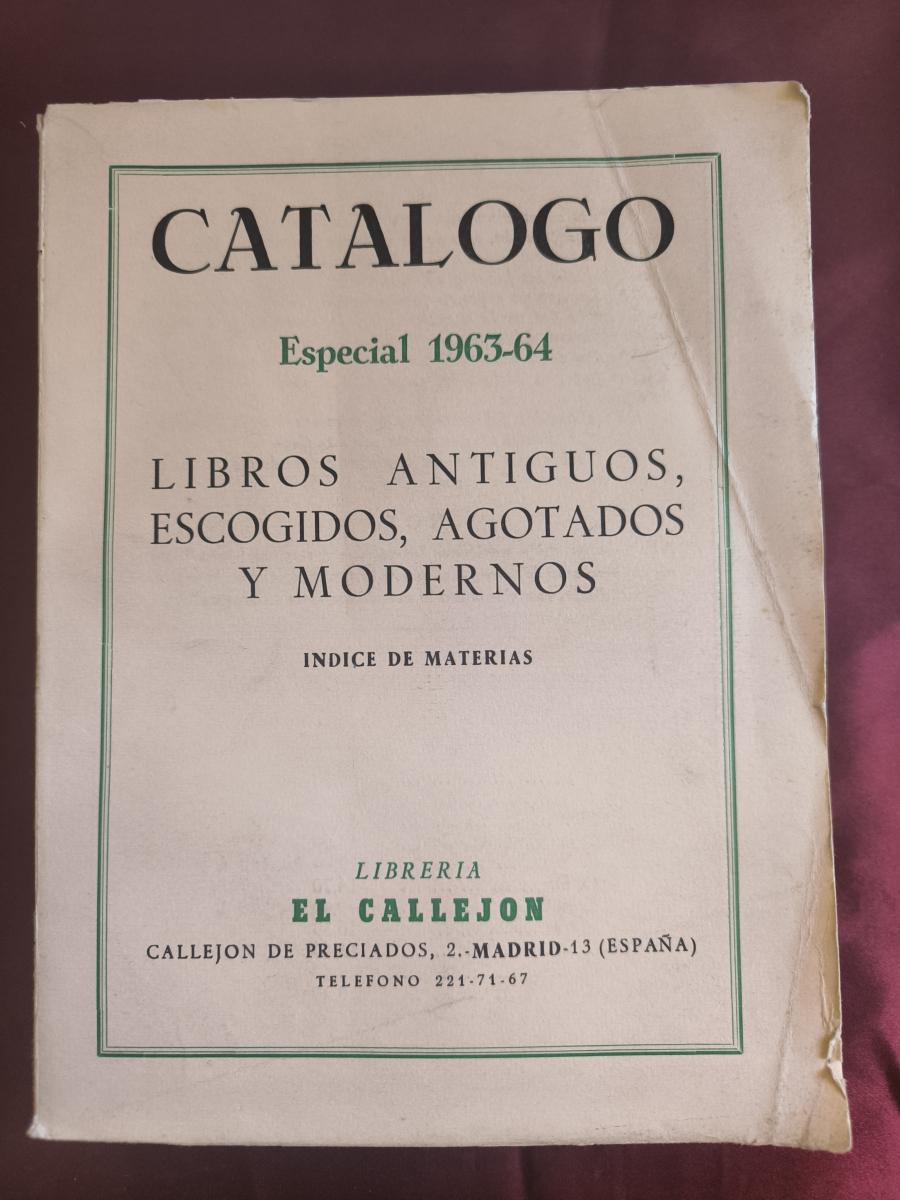 CATALOGO
Especial 1963-64
LIBROS ANTIGUOS,
ESCOGIDOS, AGOTADOS
Y MODERNOS
INDICE DE MATERIAS
LIBRERIA
EL CALLEJON
CALLEJON DE PRECIADOS, 2.-MADRID-13 (ESPAÑA)
TELEFONO 221-71-67